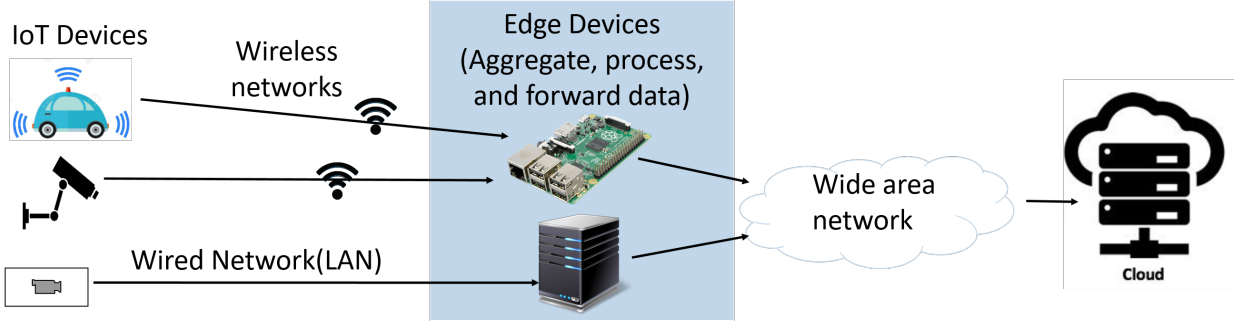 IoT Devices
Wireless
networks
Edge Devices
(Aggregate, process,
and forward data)
Wide area
network
Wired Network(LAN)
Cloud